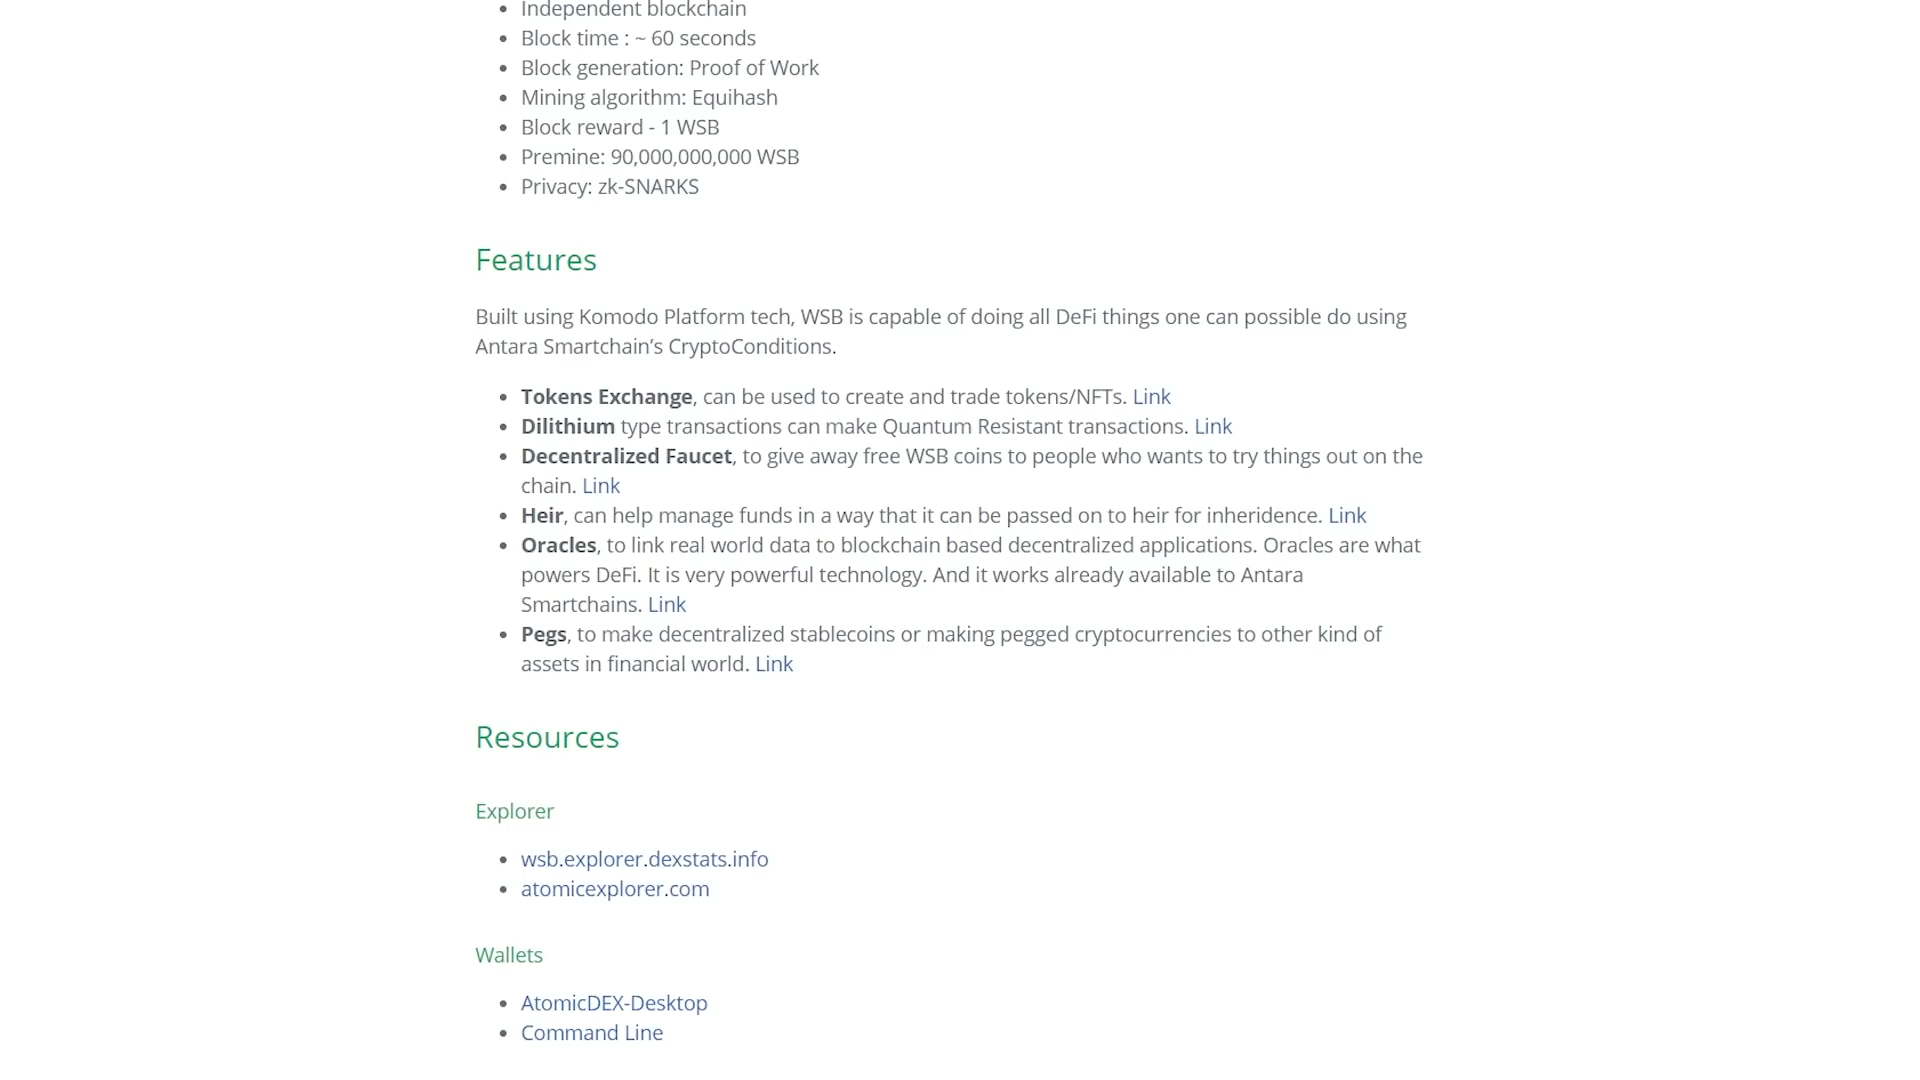 Independent blockchain
Block time : ~ 60 seconds
Block generation: Proof of Work
Mining algorithm: Equihash
Block reward - 1 WSB
Premine: 90,000,000,000 WSB
Privacy: zk-SNARKS
Features
Built using Komodo Platform tech, WSB is capable of doing all DeFi things one can possible do using
Antara Smartchain’s CryptoConditions.
Tokens Exchange, can be used to create and trade tokens/NFTs. Link
Dilithium type transactions can make Quantum Resistant transactions. Link
Decentralized Faucet, to give away free WSB coins to people who wants to try things out on the
chain. Link
Heir, can help manage funds in a way that it can be passed on to heir for inheridence. Link
Oracles, to link real world data to blockchain based decentralized applications. Oracles are what
powers DeFi. It is very powerful technology. And it works already available to Antara
Smartchains. Link
Pegs, to make decentralized stablecoins or making pegged cryptocurrencies to other kind of
assets in financial world. Link
Resources
Explorer
wsb.explorer.dexstats.info
atomicexplorer.com
Wallets
AtomicDEX-Desktop
Command Line